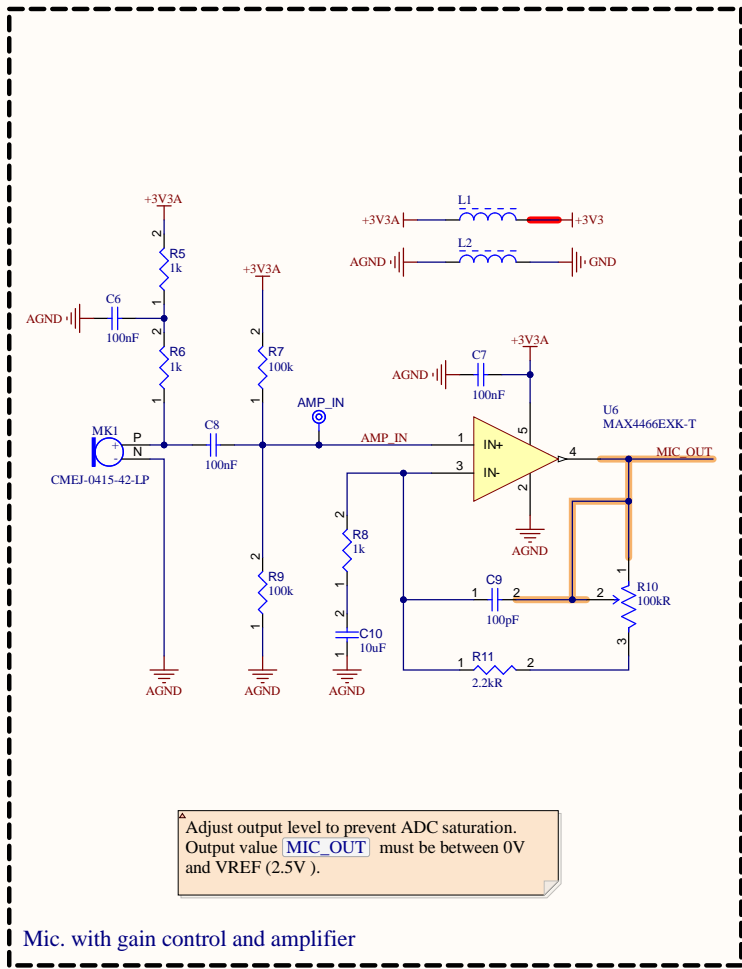 +3V3A
2
R5
1k
1
C6
AGND
100nF
2
R6
1k
1
MK1
P
+
N
-
CMEJ-0415-42-LP
C8
100nF
AGND
+3V3A
2
R7
100k
1
AMP_IN
AMP_IN
2
R9
100k
1
AGND
L1
+3V3A
+3V3
L2
AGND
GND
+3V3A
C7
AGND
100nF
U6
MAX4466EXK-T
5
1
IN+
3
IN-
4
MIC_OUT
2
AGND
2
R8
1k
1
2
C10
10uF
1
AGND
C9
1
2
100pF
2
1
R10
100kR
3
R11
1
2
2.2kR
Adjust output level to prevent ADC saturation.
Output value MIC_OUT must be between 0V
and VREF (2.5V ).
Mic. with gain control and amplifier